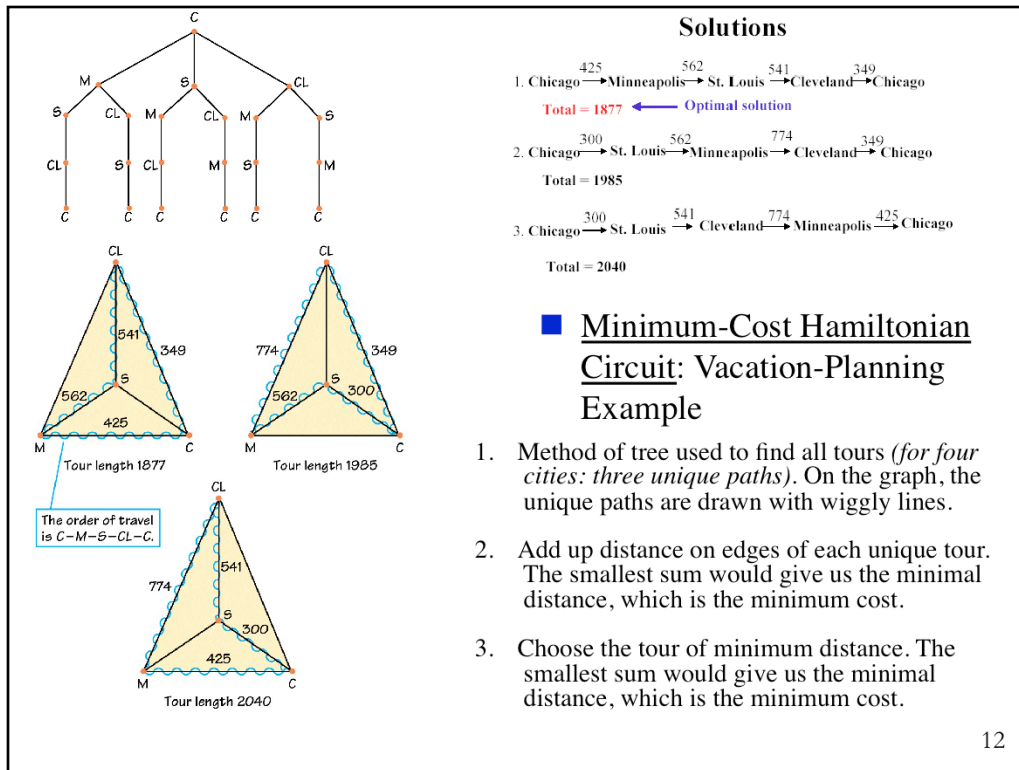 C
M S CL
S CL M CL M S
CL S CL M S M
C C C C C C
CL
541
349
S
562
425
M C
Tour length 1877
The order of travel
is C–M–S–CL–C.
CL
774
349
S
562
300
M C
Tour length 1985
CL
774
541
S
300
425
M C
Tour length 2040
Solutions
425 562 541 349
1. Chicago → Minneapolis → St. Louis → Cleveland → Chicago
Total = 1877 ← Optimal solution
300 562 774 349
2. Chicago → St. Louis → Minneapolis → Cleveland → Chicago
Total = 1985
300 541 774 425
3. Chicago → St. Louis → Cleveland → Minneapolis → Chicago
Total = 2040
■ Minimum-Cost Hamiltonian
Circuit: Vacation-Planning
Example
1. Method of tree used to find all tours (for four
cities: three unique paths). On the graph, the
unique paths are drawn with wiggly lines.
2. Add up distance on edges of each unique tour.
The smallest sum would give us the minimal
distance, which is the minimum cost.
3. Choose the tour of minimum distance. The
smallest sum would give us the minimal
distance, which is the minimum cost.
12